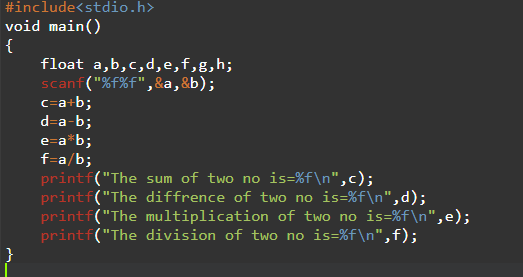 #include<stdio.h>
void main()
{
    float a,b,c,d,e,f,g,h;
    scanf("%f%f",&a,&b);
    c=a+b;
    d=a-b;
    e=a*b;
    f=a/b;
    printf("The sum of two no is=%f\n",c);
    printf("The diffrence of two no is=%f\n",d);
    printf("The multiplication of two no is=%f\n",e);
    printf("The division of two no is=%f\n",f);
}